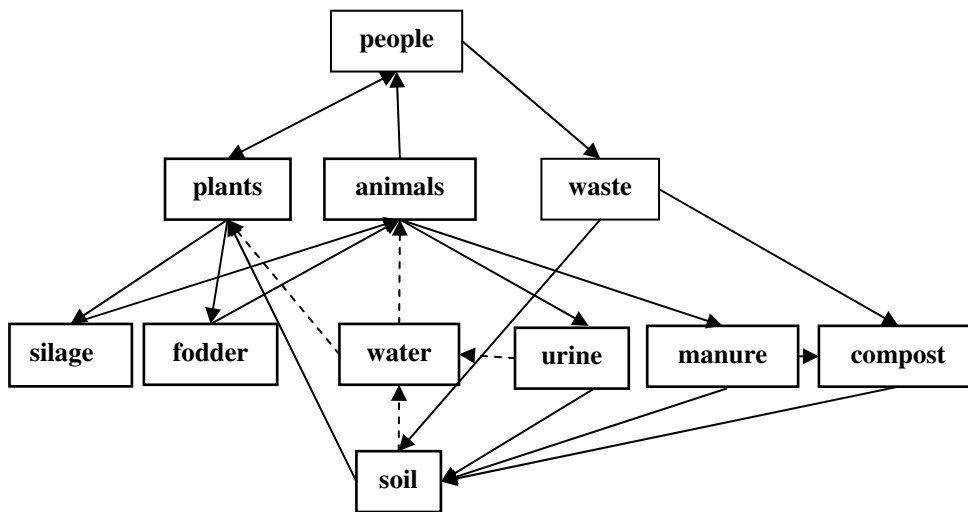 people
plants
animals
waste
silage
fodder
water
urine
manure
compost
soil